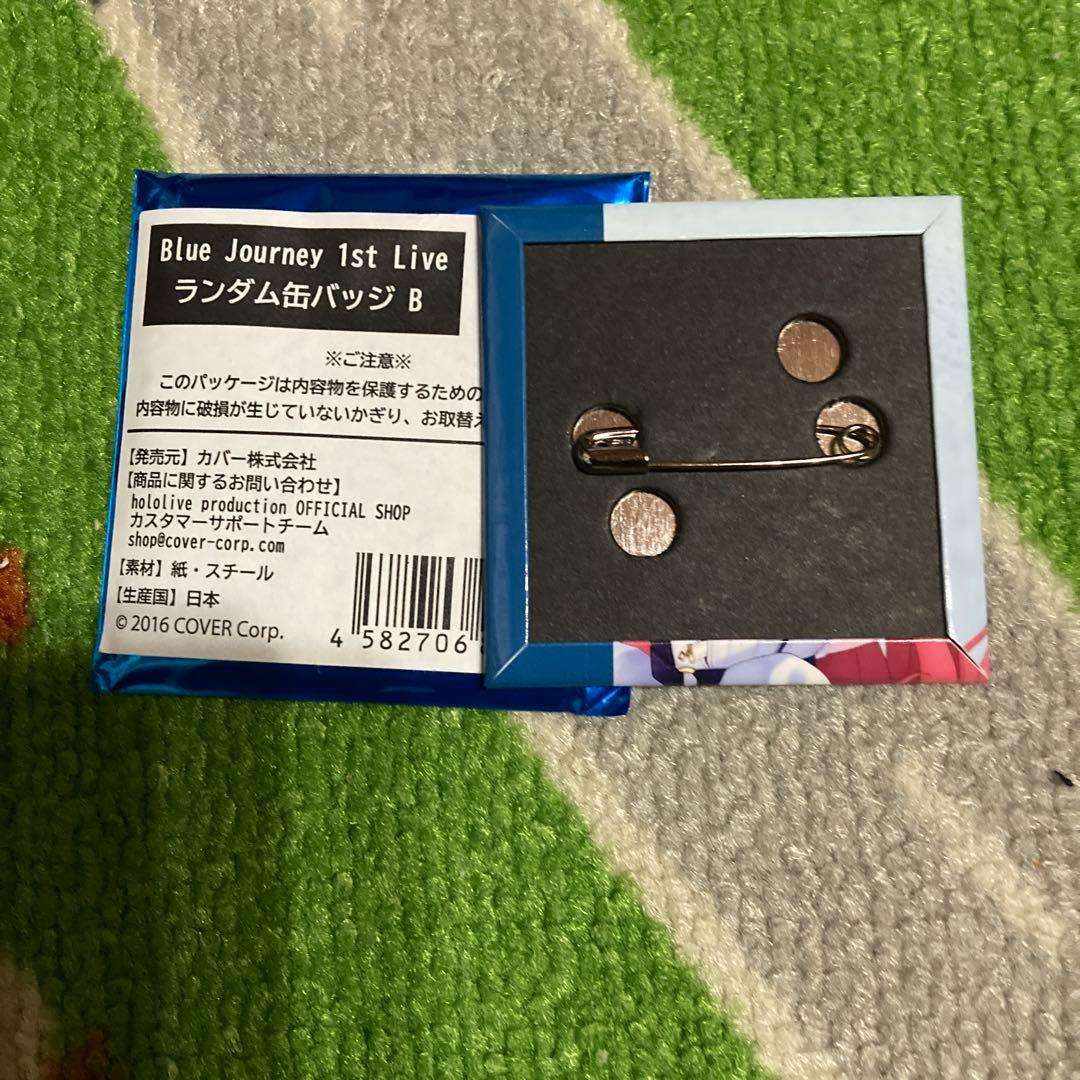 Blue Journey 1st Live
ランダム缶バッジ B
※ご注意※
このパッケージは内容物を保護するための
内容物に破損が生じていないかぎり、お取替え
【発売元】カバー株式会社
【商品に関するお問い合わせ】
hololive production OFFICIAL SHOP
カスタマーサポートチーム
shop@cover-corp.com
【素材】紙・スチール
【生産国】日本
© 2016 COVER Corp.
4 582706